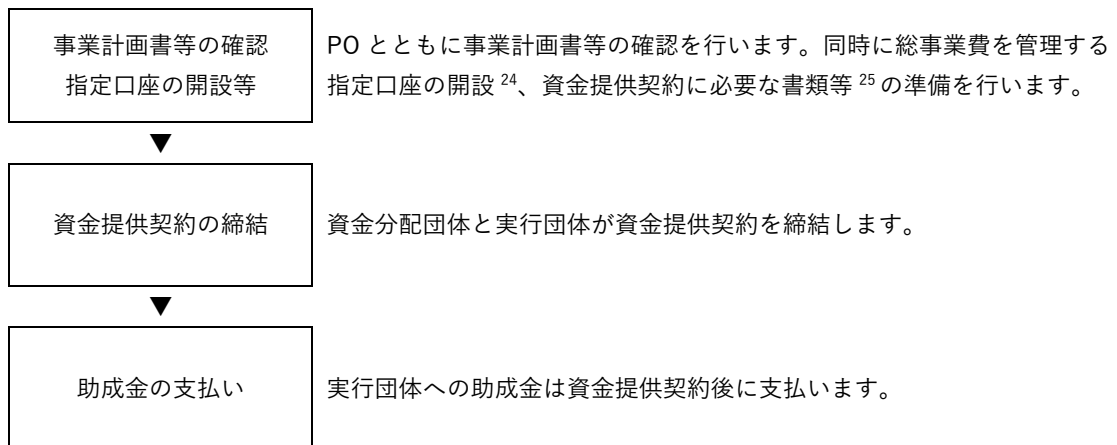 事業計画書等の確認
指定口座の開設等
PO とともに事業計画書等の確認を行います。同時に総事業費を管理する
指定口座の開設 24、資金提供契約に必要な書類等 25 の準備を行います。
▼
資金提供契約の締結
資金分配団体と実行団体が資金提供契約を締結します。
▼
助成金の支払い
実行団体への助成金は資金提供契約後に支払います。